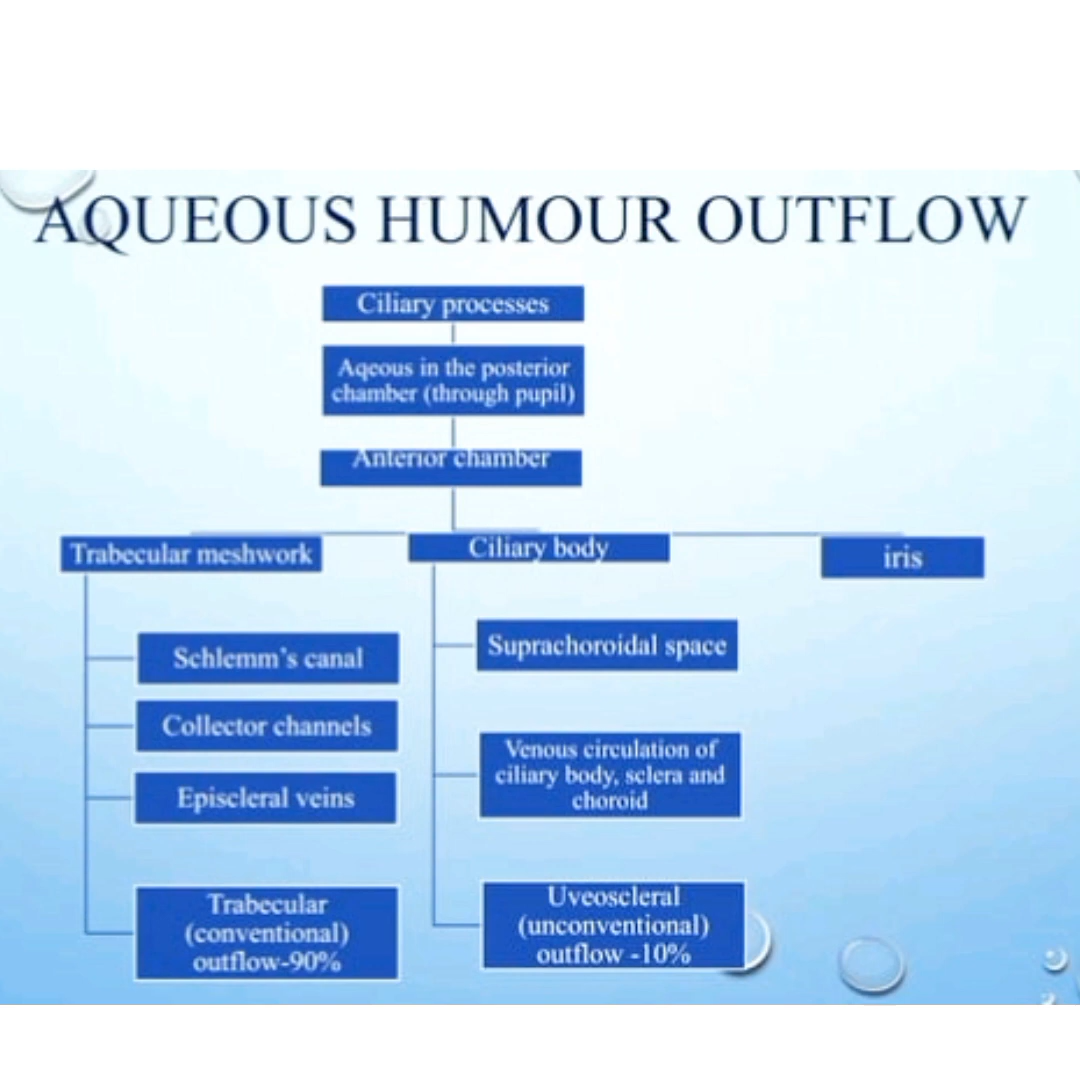 AQUEOUS HUMOUR OUTFLOW
Ciliary processes
Aqeous in the posterior
chamber (through pupil)
Anterior chamber
Trabecular meshwork
Ciliary body
iris
Schlemm's canal
Collector channels
Episcleral veins
Trabecular
(conventional)
outflow-90%
Suprachoroidal space
Venous circulation of
ciliary body, sclera and
choroid
Uveoscleral
(unconventional)
outflow -10%